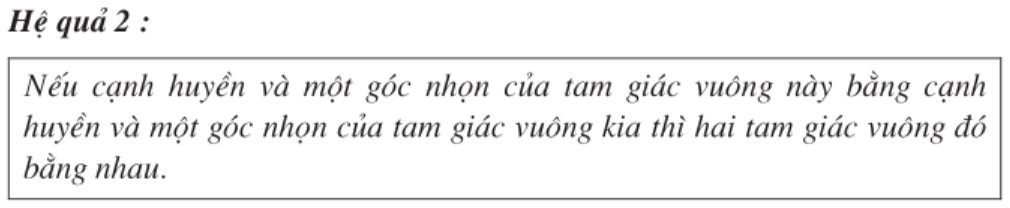 Hệ quả 2 :
Nếu cạnh huyền và một góc nhọn của tam giác vuông này bằng cạnh
huyền và một góc nhọn của tam giác vuông kia thì hai tam giác vuông đó
bằng nhau.